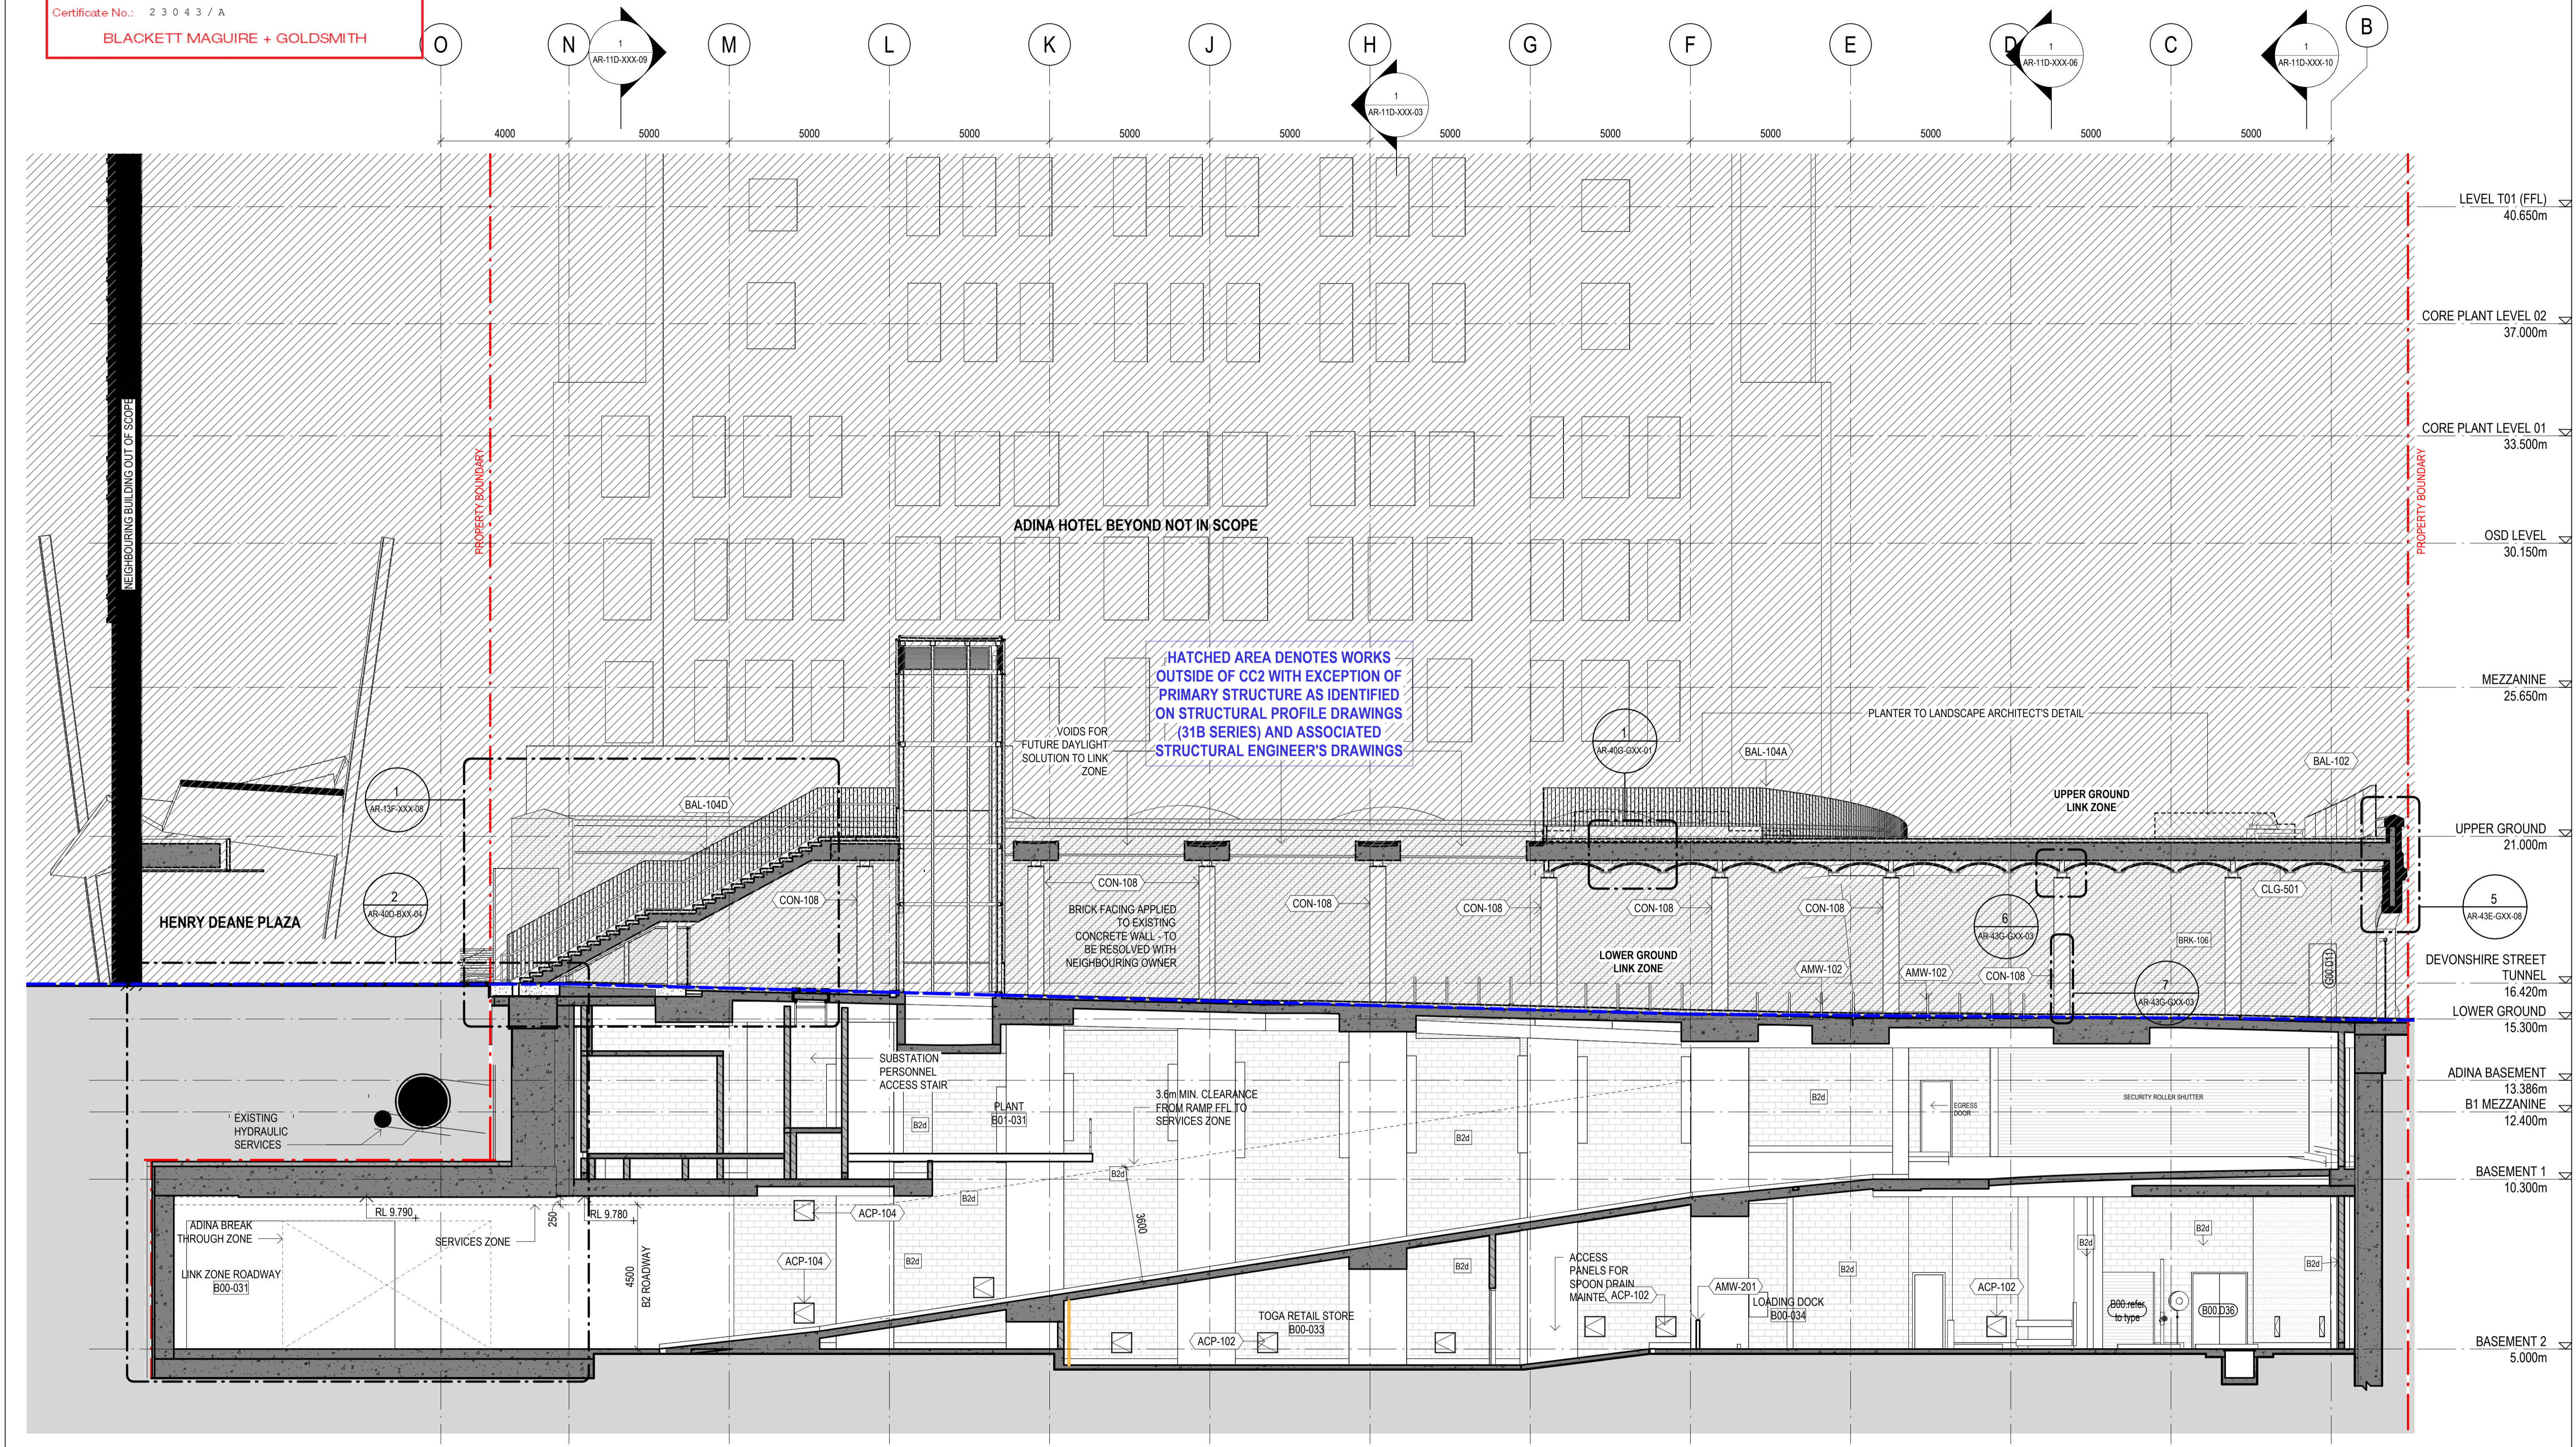 Certificate No.: 23043/A
BLACKETT MAGUIRE + GOLDSMITH
O
N
M
L
K
J
H
G
F
E
D
C
B
1
AR-11D-XXX-09
1
AR-11D-XXX-03
1
AR-11D-XXX-06
1
AR-11D-XXX-10
4000
5000
5000
5000
5000
5000
5000
5000
5000
5000
5000
5000
LEVEL T01 (FFL)
40.650m
CORE PLANT LEVEL 02
37.000m
CORE PLANT LEVEL 01
33.500m
OSD LEVEL
30.150m
MEZZANINE
25.650m
UPPER GROUND
21.000m
DEVONSHIRE STREET
TUNNEL
16.420m
LOWER GROUND
15.300m
ADINA BASEMENT
13.386m
B1 MEZZANINE
12.400m
BASEMENT 1
10.300m
BASEMENT 2
5.000m
NEIGHBOURING BUILDING OUT OF SCOPE
PROPERTY BOUNDARY
PROPERTY BOUNDARY
ADINA HOTEL BEYOND NOT IN SCOPE
HATCHED AREA DENOTES WORKS
OUTSIDE OF CC2 WITH EXCEPTION OF
PRIMARY STRUCTURE AS IDENTIFIED
ON STRUCTURAL PROFILE DRAWINGS
(31B SERIES) AND ASSOCIATED
STRUCTURAL ENGINEER'S DRAWINGS
VOIDS FOR
FUTURE DAYLIGHT
SOLUTION TO LINK
ZONE
PLANTER TO LANDSCAPE ARCHITECT'S DETAIL
1
AR-40G-GXX-01
BAL-104A
BAL-102
UPPER GROUND
LINK ZONE
1
AR-13F-XXX-08
BAL-104D
2
AR-40D-BXX-04
HENRY DEANE PLAZA
CON-108
CON-108
CON-108
CON-108
CON-108
CON-108
CON-108
BRICK FACING APPLIED
TO EXISTING
CONCRETE WALL - TO
BE RESOLVED WITH
NEIGHBOURING OWNER
LOWER GROUND
LINK ZONE
AMW-102
AMW-102
CLG-501
BRK-106
G00.D11
5
AR-43E-GXX-08
6
AR-43G-GXX-03
7
AR-43G-GXX-03
SUBSTATION
PERSONNEL
ACCESS STAIR
PLANT
B01-031
3.6m MIN. CLEARANCE
FROM RAMP FFL TO
SERVICES ZONE
3600
B2d
B2d
B2d
B2d
B2d
B2d
B2d
B2d
B2d
B2d
B2d
EGRESS
DOOR
SECURITY ROLLER SHUTTER
EXISTING
HYDRAULIC
SERVICES
ADINA BREAK
THROUGH ZONE
RL 9.790
RL 9.780
250
SERVICES ZONE
LINK ZONE ROADWAY
B00-031
4500
B2 ROADWAY
ACP-104
ACP-104
TOGA RETAIL STORE
B00-033
ACP-102
ACCESS
PANELS FOR
SPOON DRAIN
ACP-102
AMW-201
LOADING DOCK
B00-034
ACP-102
B00.refer
to type
B00.D36